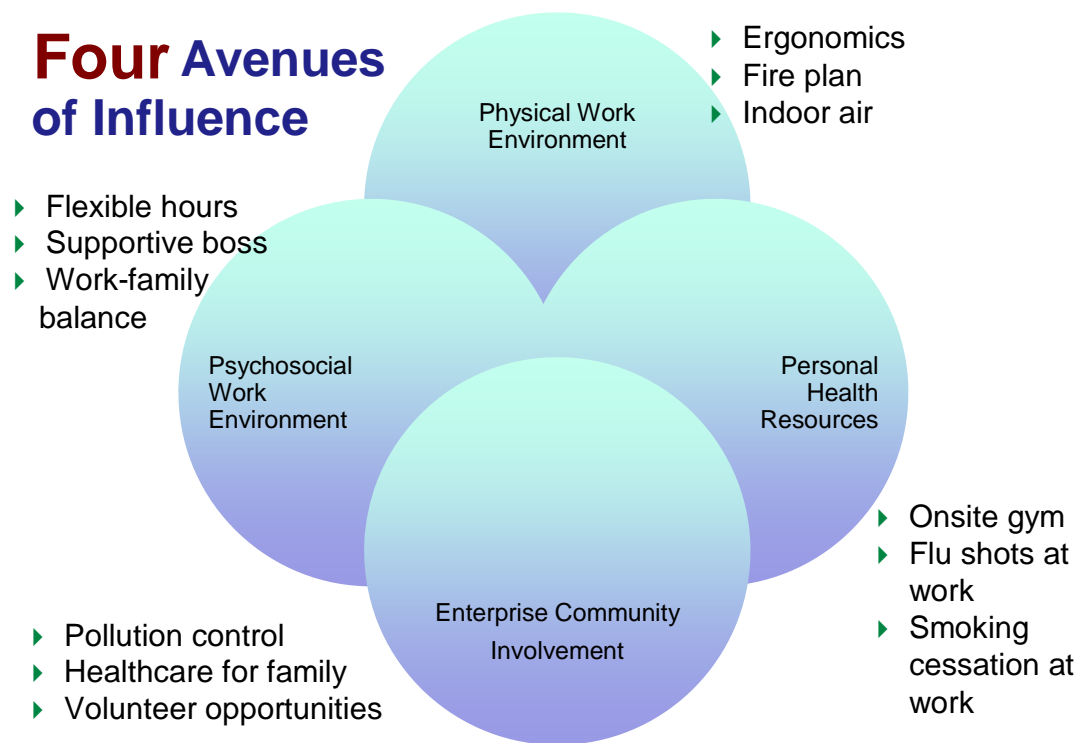 Four Avenues
of Influence
Ergonomics
Fire plan
Indoor air
Physical Work
Environment
Flexible hours
Supportive boss
Work-family
balance
Psychosocial
Work
Environment
Personal
Health
Resources
Onsite gym
Flu shots at
work
Smoking
cessation at
work
Enterprise Community
Involvement
Pollution control
Healthcare for family
Volunteer opportunities